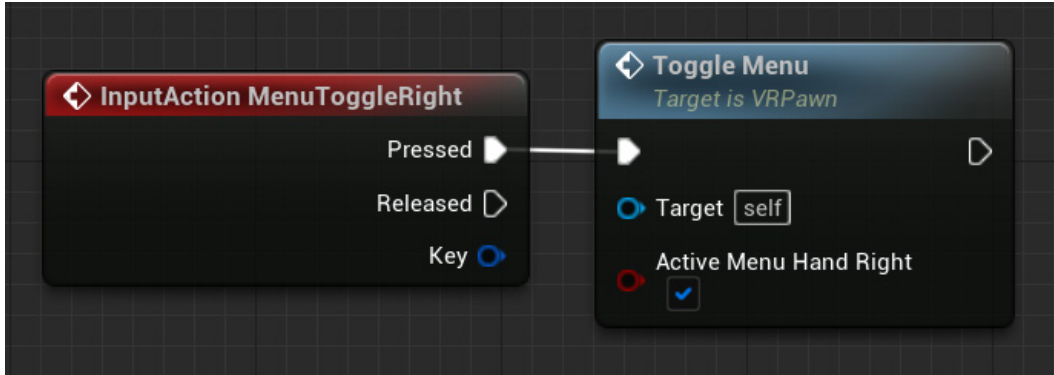 InputAction MenuToggleRight
Pressed
Released
Key
Toggle Menu
Target is VRPawn
Target self
Active Menu Hand Right